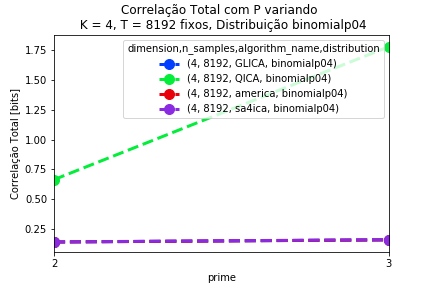 Correlação Total com P variando
K = 4, T = 8192 fixos, Distribuição binomialp04
dimension,n_samples,algorithm_name,distribution
(4, 8192, GLICA, binomialp04)
(4, 8192, QICA, binomialp04)
(4, 8192, america, binomialp04)
(4, 8192, sa4ica, binomialp04)
Correlação Total [bits]
1.75
1.50
1.25
1.00
0.75
0.50
0.25
2
3
prime